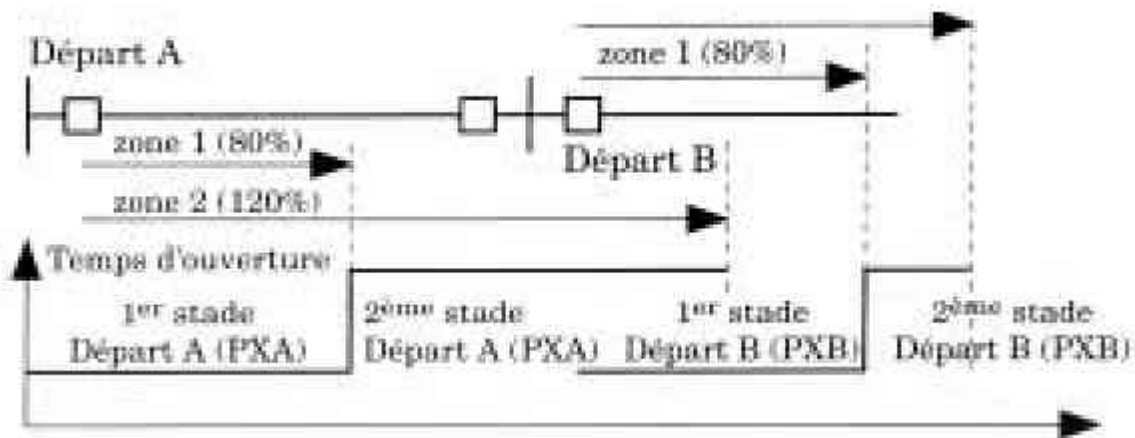 Départ A
zone 1 (80%)
zone 1 (80%)
Départ B
zone 2 (120%)
Temps d'ouverture
1er stade
Départ A (PXA)
2ème stade
Départ A (PXA)
1er stade
Départ B (PXB)
2ème stade
Départ B (PXB)